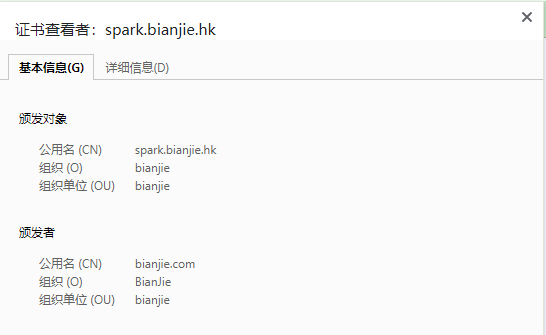 证书查看者：spark.bianjie.hk
基本信息(G) 详细信息(D)
颁发对象
公用名 (CN) spark.bianjie.hk
组织 (O) bianjie
组织单位 (OU) bianjie
颁发者
公用名 (CN) bianjie.com
组织 (O) BianJie
组织单位 (OU) bianjie